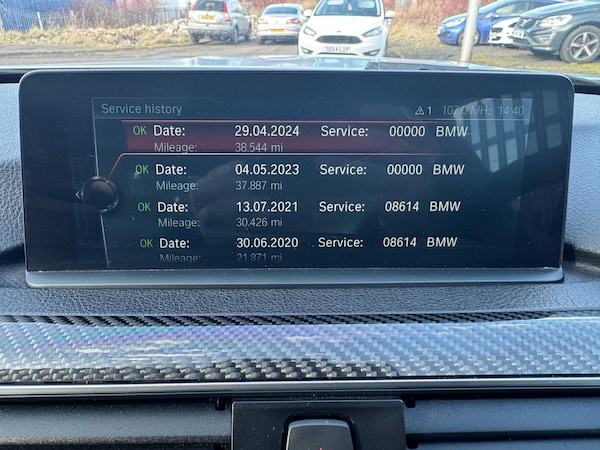 Service history
1 107.0 MHz 14:40
OK Date: 29.04.2024 Service: 00000 BMW
Mileage: 38.544 mi
OK Date: 04.05.2023 Service: 00000 BMW
Mileage: 37.887 mi
OK Date: 13.07.2021 Service: 08614 BMW
Mileage: 30.426 mi
OK Date: 30.06.2020 Service: 08614 BMW
Mileage: 21.871 mi